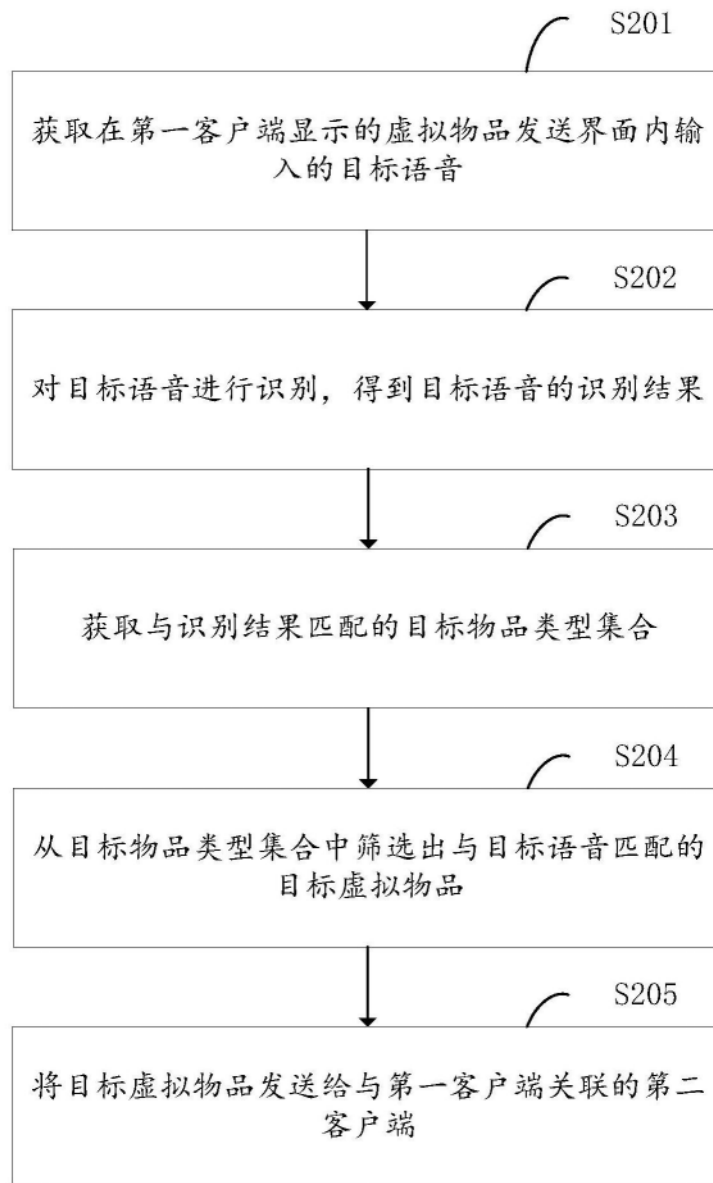 S201
获取在第一客户端显示的虚拟物品发送界面内输
入的目标语音
S202
对目标语音进行识别，得到目标语音的识别结果
S203
获取与识别结果匹配的目标物品类型集合
S204
从目标物品类型集合中筛选出与目标语音匹配的
目标虚拟物品
S205
将目标虚拟物品发送给与第一客户端关联的第二
客户端